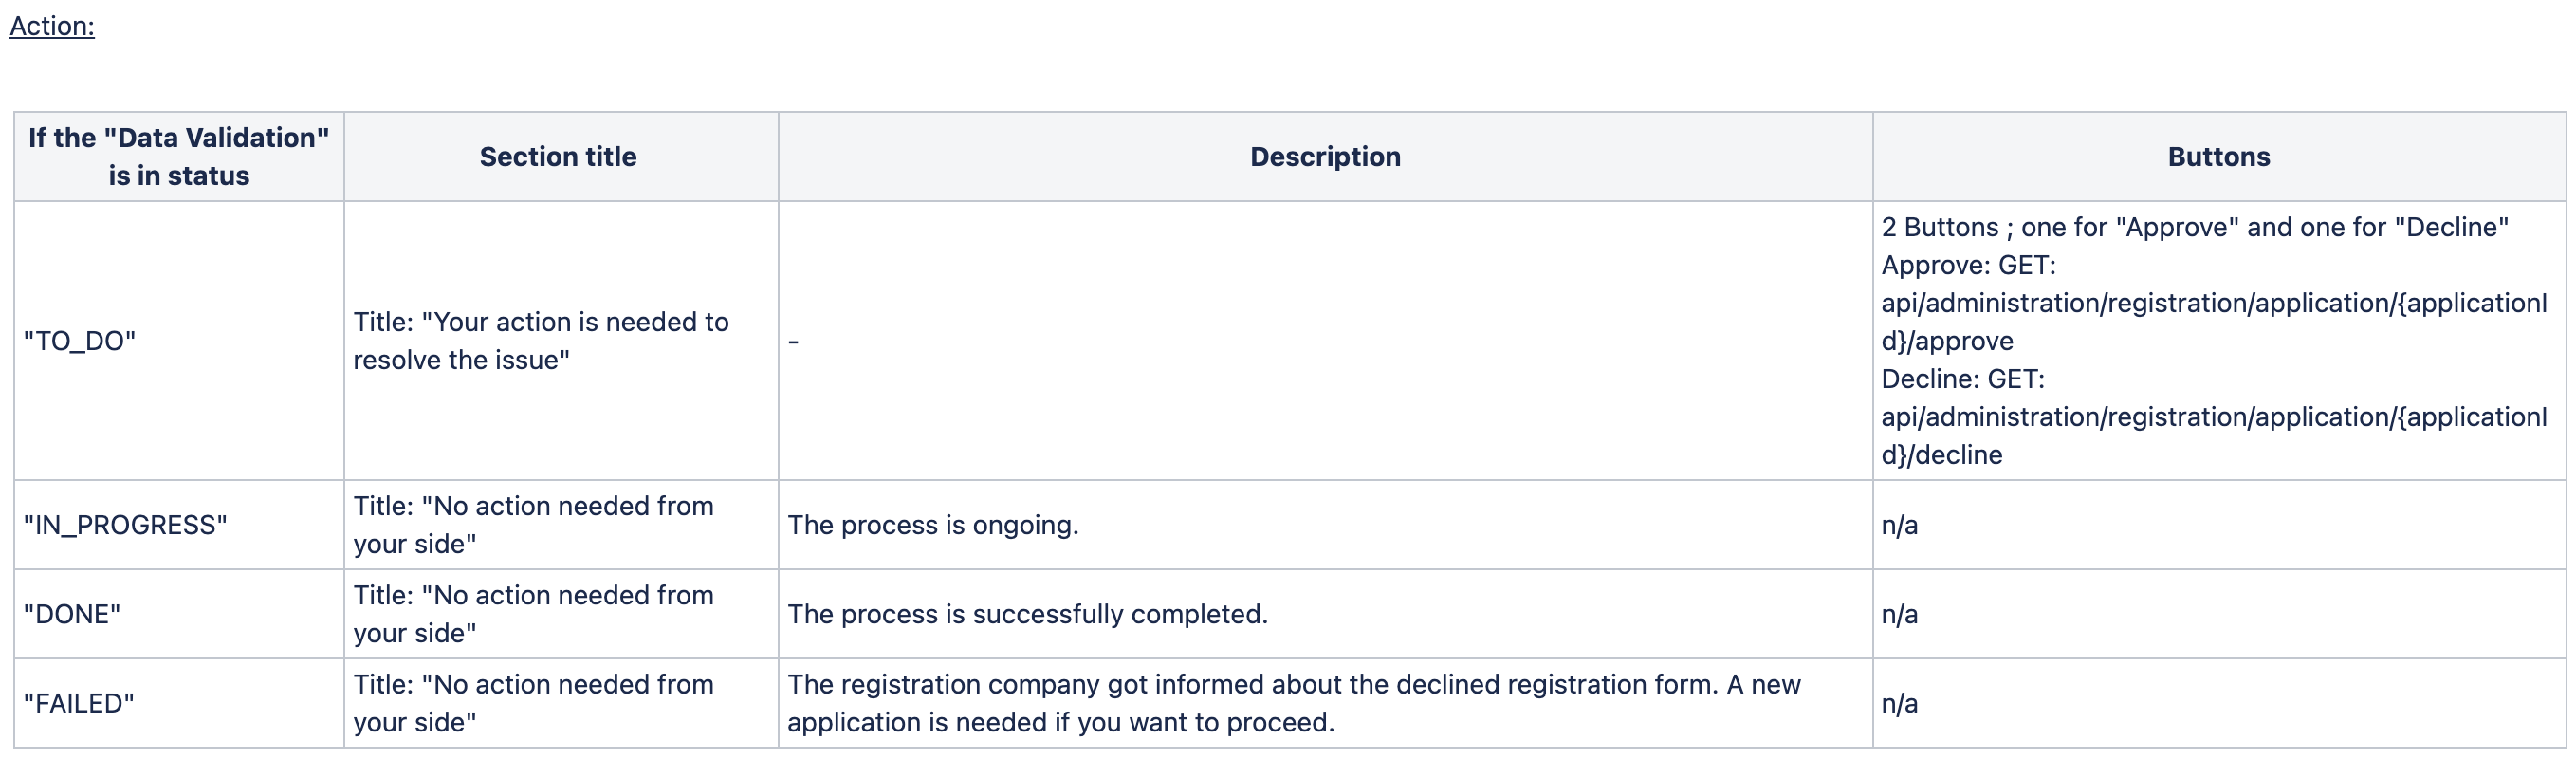 Action:
If the "Data Validation"
is in status
Section title
Description
Buttons
"TO_DO"
Title: "Your action is needed to
resolve the issue"
-
2 Buttons ; one for "Approve" and one for "Decline"
Approve: GET:
api/administration/registration/application/{applicationI
d}/approve
Decline: GET:
api/administration/registration/application/{applicationI
d}/decline
"IN_PROGRESS"
Title: "No action needed from
your side"
The process is ongoing.
n/a
"DONE"
Title: "No action needed from
your side"
The process is successfully completed.
n/a
"FAILED"
Title: "No action needed from
your side"
The registration company got informed about the declined registration form. A new
application is needed if you want to proceed.
n/a